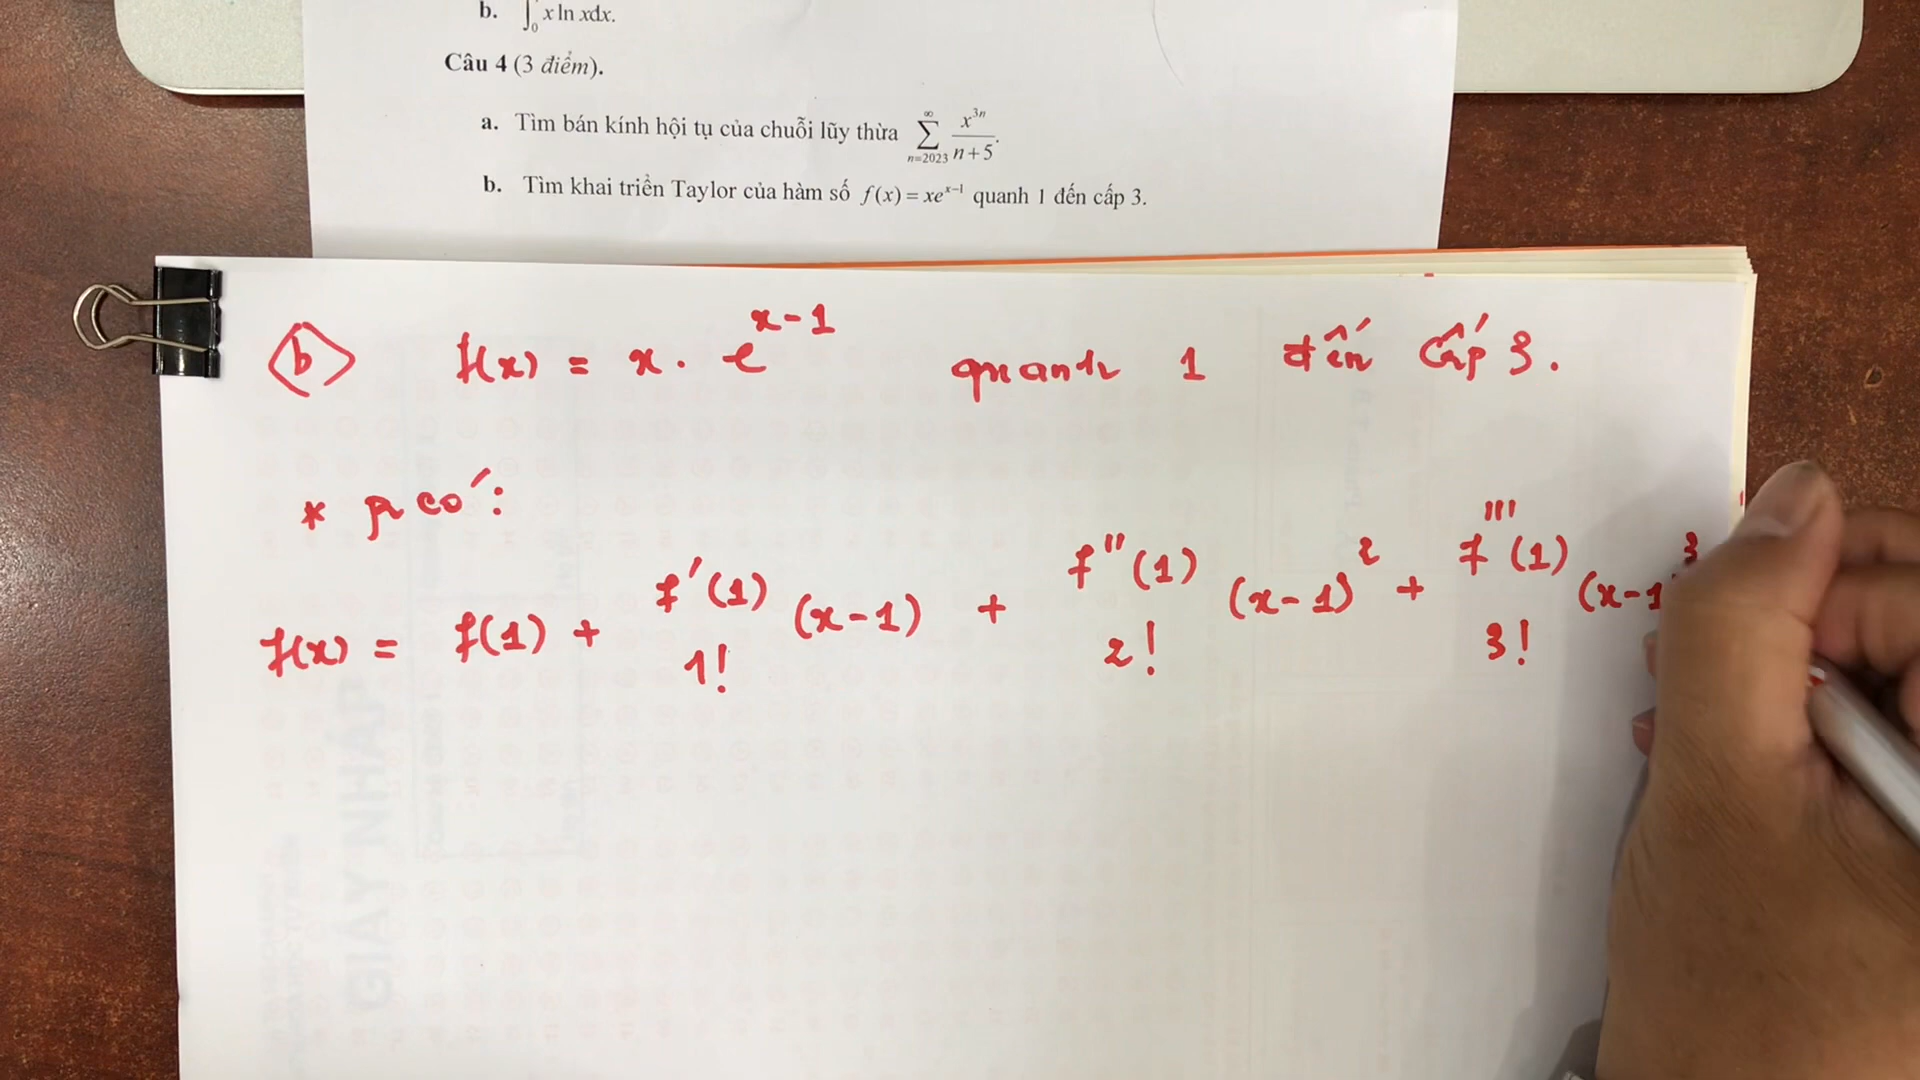 b. ∫₀ x ln xdx.
Câu 4 (3 điểm).
a. Tìm bán kính hội tụ của chuỗi lũy thừa ∑_{n=2023}^{∞} x^{3n}/(n+5).
b. Tìm khai triển Taylor của hàm số f(x) = xe^{x-1} quanh 1 đến cấp 3.
b f(x) = x . e^{x-1} quanh 1 đến cấp 3.
* có:
f(x) = f(1) + f'(1)/1! (x-1) + f''(1)/2! (x-1)^2 + f'''(1)/3! (x-1 ^3
GIẤY NHÁP